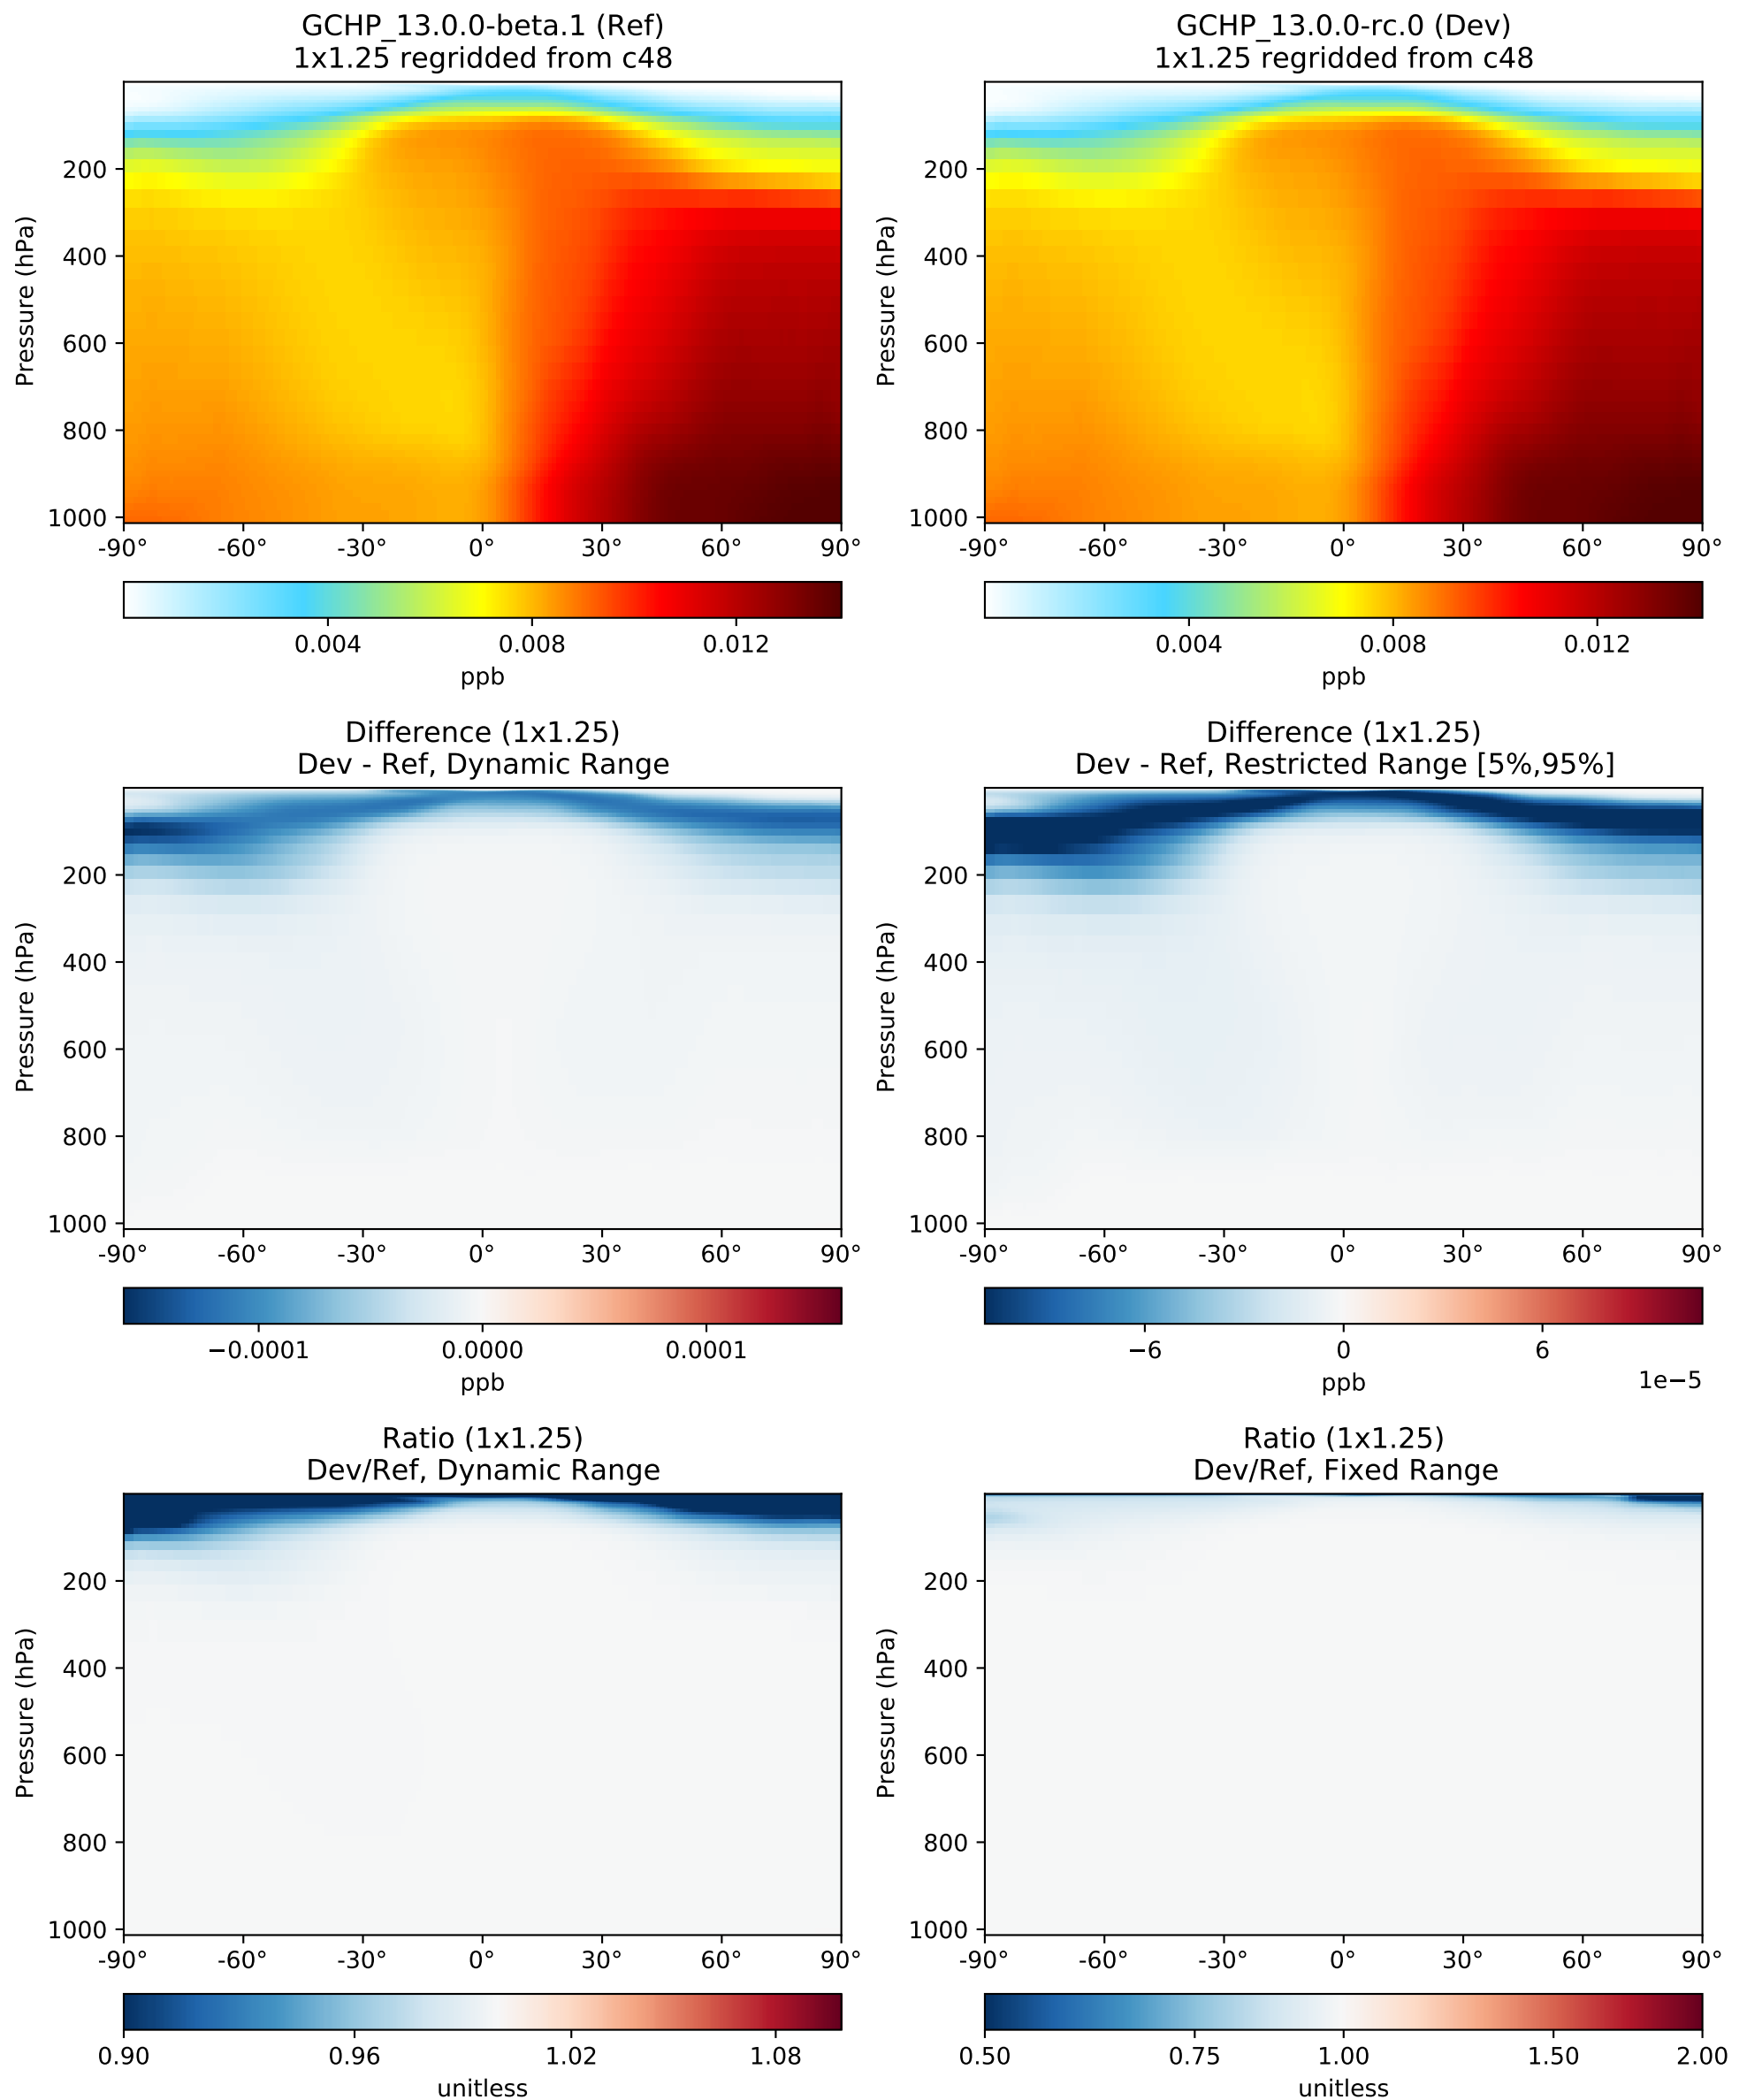 GCHP_13.0.0-beta.1 (Ref)
1x1.25 regridded from c48
Pressure (hPa)
200
400
600
800
1000
-90° -60° -30° 0° 30° 60° 90°
0.004 0.008 0.012
ppb
GCHP_13.0.0-rc.0 (Dev)
1x1.25 regridded from c48
Pressure (hPa)
200
400
600
800
1000
-90° -60° -30° 0° 30° 60° 90°
0.004 0.008 0.012
ppb
Difference (1x1.25)
Dev - Ref, Dynamic Range
Pressure (hPa)
200
400
600
800
1000
-90° -60° -30° 0° 30° 60° 90°
−0.0001 0.0000 0.0001
ppb
Difference (1x1.25)
Dev - Ref, Restricted Range [5%,95%]
Pressure (hPa)
200
400
600
800
1000
-90° -60° -30° 0° 30° 60° 90°
−6 0 6
ppb
1e−5
Ratio (1x1.25)
Dev/Ref, Dynamic Range
Pressure (hPa)
200
400
600
800
1000
-90° -60° -30° 0° 30° 60° 90°
0.90 0.96 1.02 1.08
unitless
Ratio (1x1.25)
Dev/Ref, Fixed Range
Pressure (hPa)
200
400
600
800
1000
-90° -60° -30° 0° 30° 60° 90°
0.50 0.75 1.00 1.50 2.00
unitless